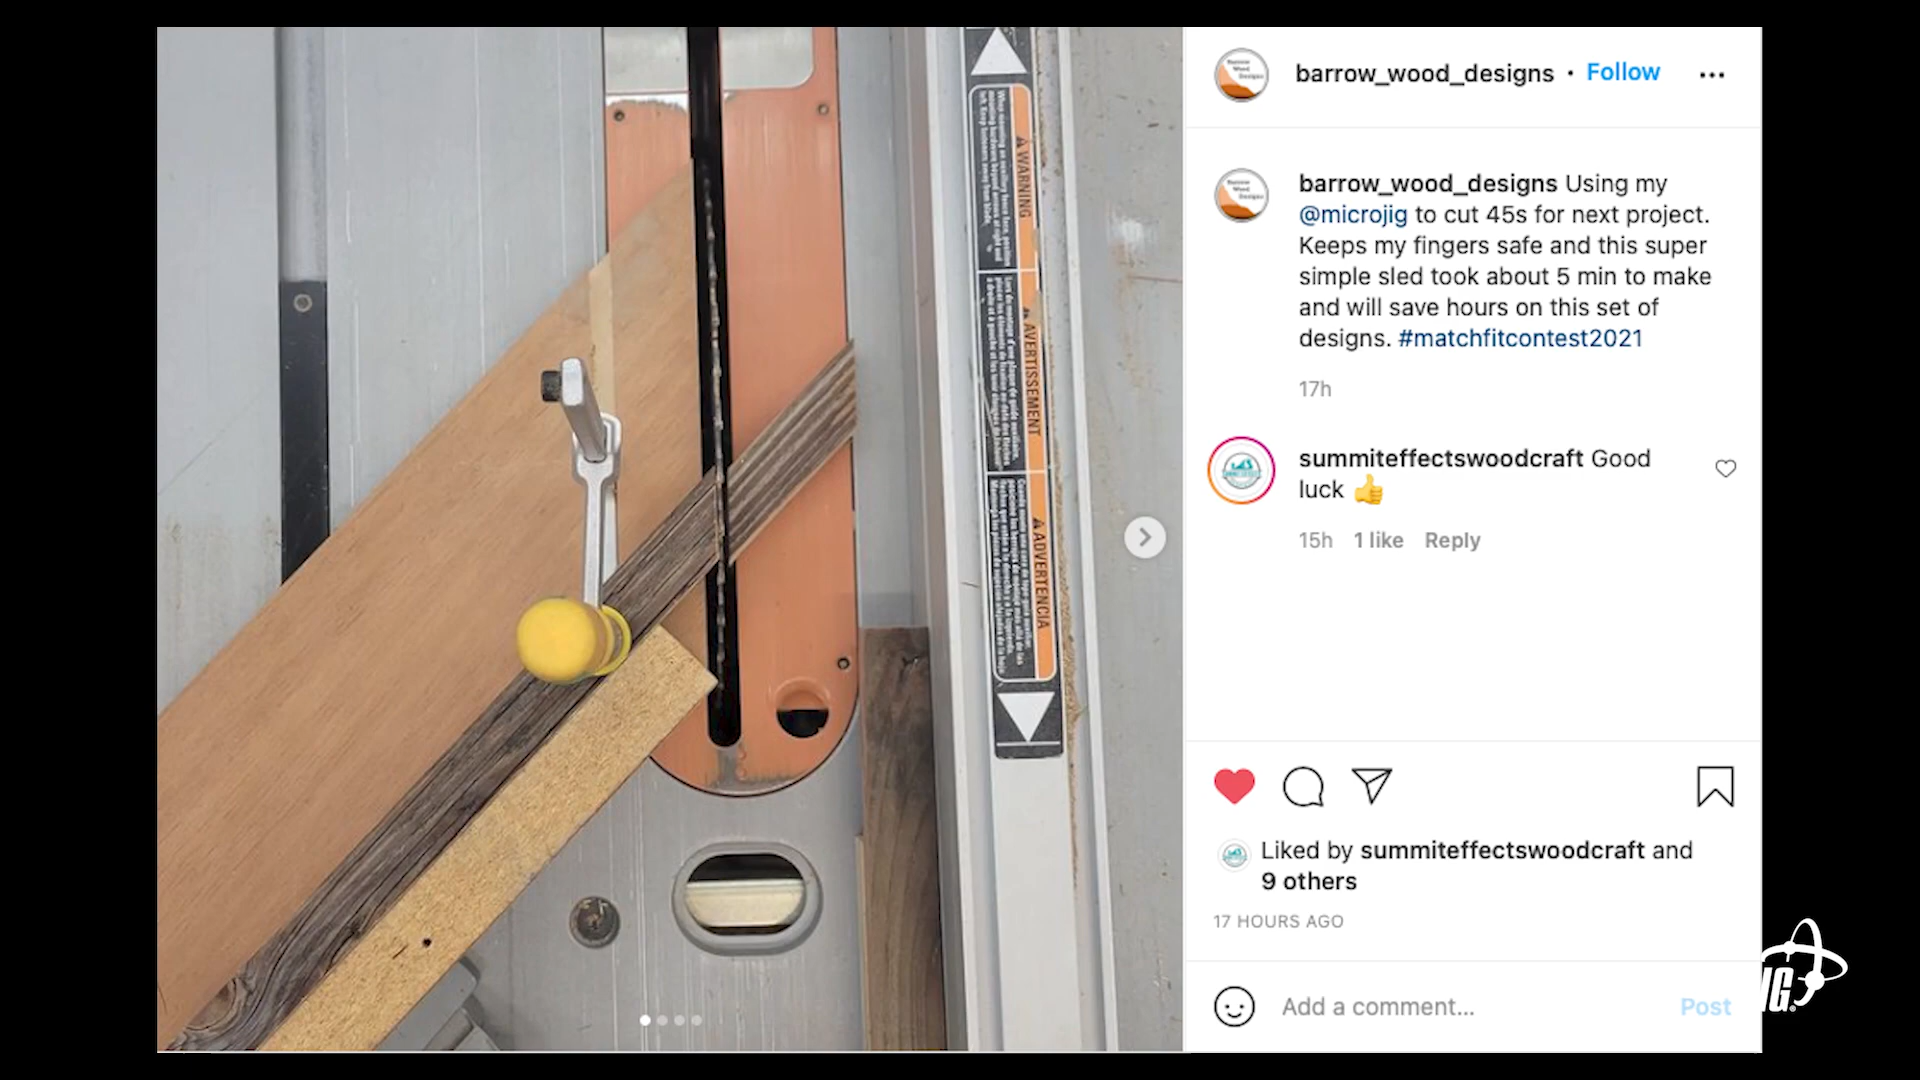 barrow_wood_designs • Follow
barrow_wood_designs Using my
@microjig to cut 45s for next project.
Keeps my fingers safe and this super
simple sled took about 5 min to make
and will save hours on this set of
designs. #matchfitcontest2021
17h
summiteffectswoodcraft Good
luck 👍
15h 1 like Reply
Liked by summiteffectswoodcraft and
9 others
17 HOURS AGO
Add a comment... Post
WARNING
AVERTISSEMENT
ADVERTENCIA